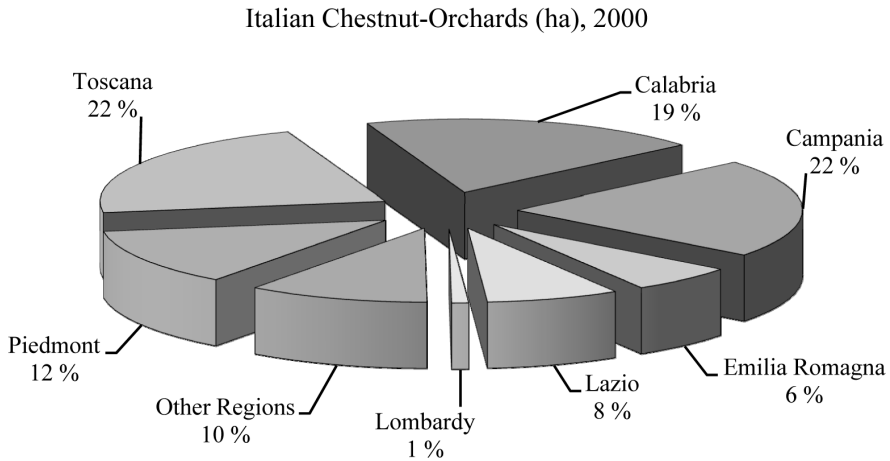 Italian Chestnut-Orchards (ha), 2000
Toscana
22 %
Calabria
19 %
Campania
22 %
Piedmont
12 %
Other Regions
10 %
Lombardy
1 %
Lazio
8 %
Emilia Romagna
6 %